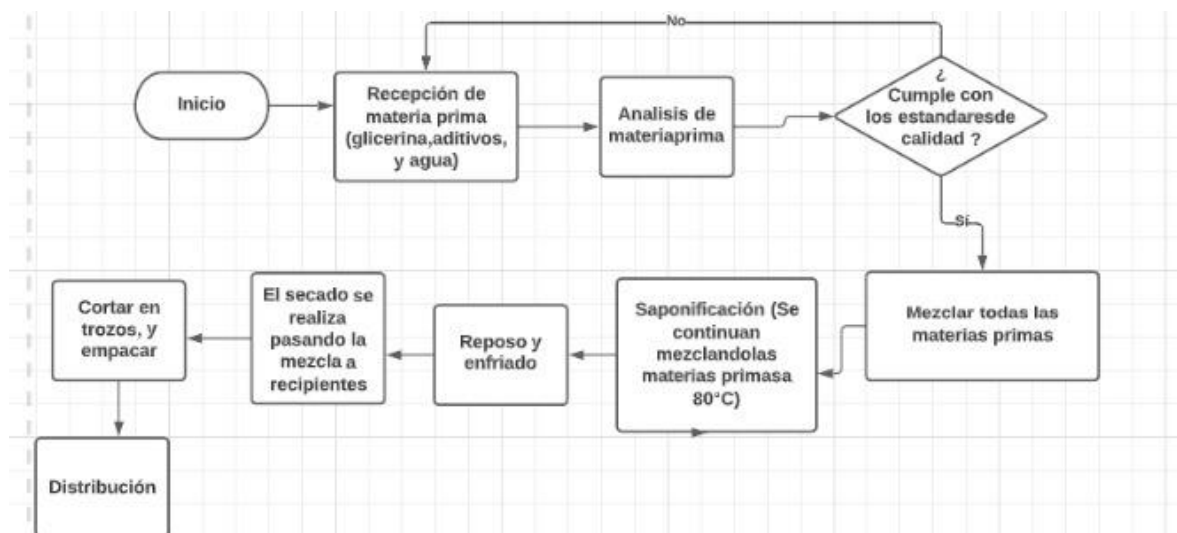 No
Inicio
Recepción de
materia prima
(glicerina,aditivos,
y agua)
Analisis de
materiaprima
¿
Cumple con
los estandaresde
calidad ?
Sí
Mezclar todas las
materias primas
Saponificación (Se
continuan
mezclandolas
materias primasa
80°C)
Reposo y
enfriado
El secado se
realiza
pasando la
mezcla a
recipientes
Cortar en
trozos, y
empacar
Distribución